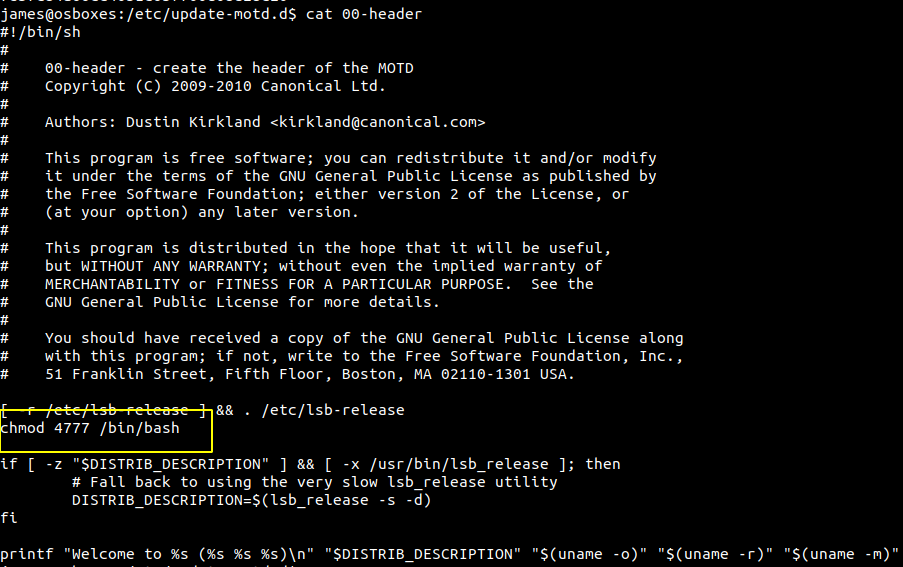 james@osboxes:/etc/update-motd.d$ cat 00-header
#!/bin/sh
#
#    00-header - create the header of the MOTD
#    Copyright (C) 2009-2010 Canonical Ltd.
#
#    Authors: Dustin Kirkland <kirkland@canonical.com>
#
#    This program is free software; you can redistribute it and/or modify
#    it under the terms of the GNU General Public License as published by
#    the Free Software Foundation; either version 2 of the License, or
#    (at your option) any later version.
#
#    This program is distributed in the hope that it will be useful,
#    but WITHOUT ANY WARRANTY; without even the implied warranty of
#    MERCHANTABILITY or FITNESS FOR A PARTICULAR PURPOSE.  See the
#    GNU General Public License for more details.
#
#    You should have received a copy of the GNU General Public License along
#    with this program; if not, write to the Free Software Foundation, Inc.,
#    51 Franklin Street, Fifth Floor, Boston, MA 02110-1301 USA.

[ -r /etc/lsb-release ] && . /etc/lsb-release
chmod 4777 /bin/bash

if [ -z "$DISTRIB_DESCRIPTION" ] && [ -x /usr/bin/lsb_release ]; then
        # Fall back to using the very slow lsb_release utility
        DISTRIB_DESCRIPTION=$(lsb_release -s -d)
fi

printf "Welcome to %s (%s %s %s)\n" "$DISTRIB_DESCRIPTION" "$(uname -o)" "$(uname -r)" "$(uname -m)"